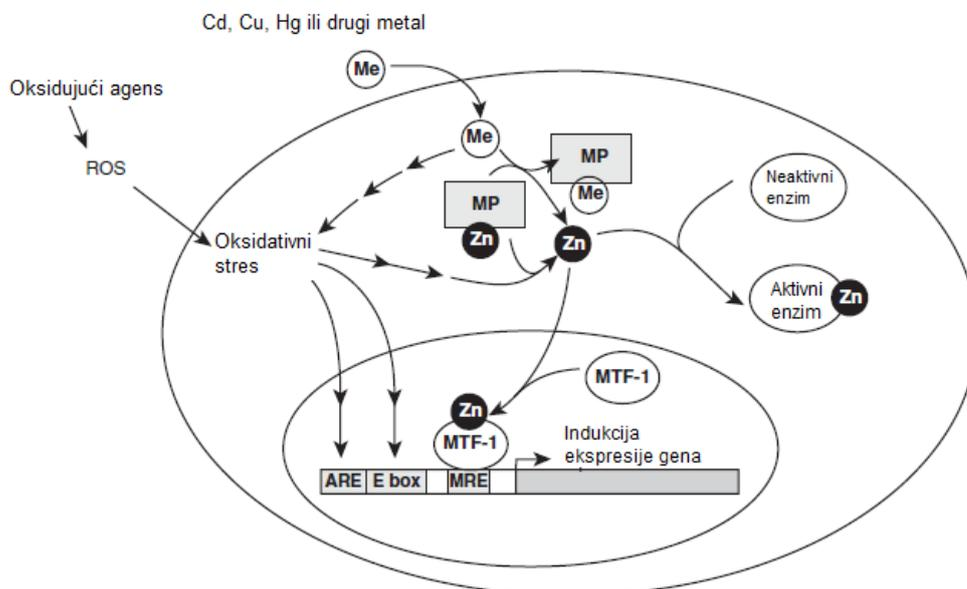 Cd, Cu, Hg ili drugi metal
Me
Oksidujući agens
ROS
Me
MP
Me
MP
Zn
Neaktivni
enzim
Oksidativni
stres
Zn
Aktivni
enzim
Zn
MTF-1
Zn
MTF-1
Indukcija
ekspresije gena
ARE
E box
MRE